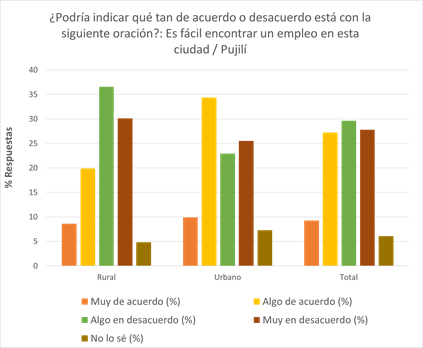 ¿Podría indicar qué tan de acuerdo o desacuerdo está con la
siguiente oración?: Es fácil encontrar un empleo en esta
ciudad / Pujilí
% Respuestas
40
35
30
25
20
15
10
5
0
Rural Urbano Total
Muy de acuerdo (%) Algo de acuerdo (%)
Algo en desacuerdo (%) Muy en desacuerdo (%)
No lo sé (%)